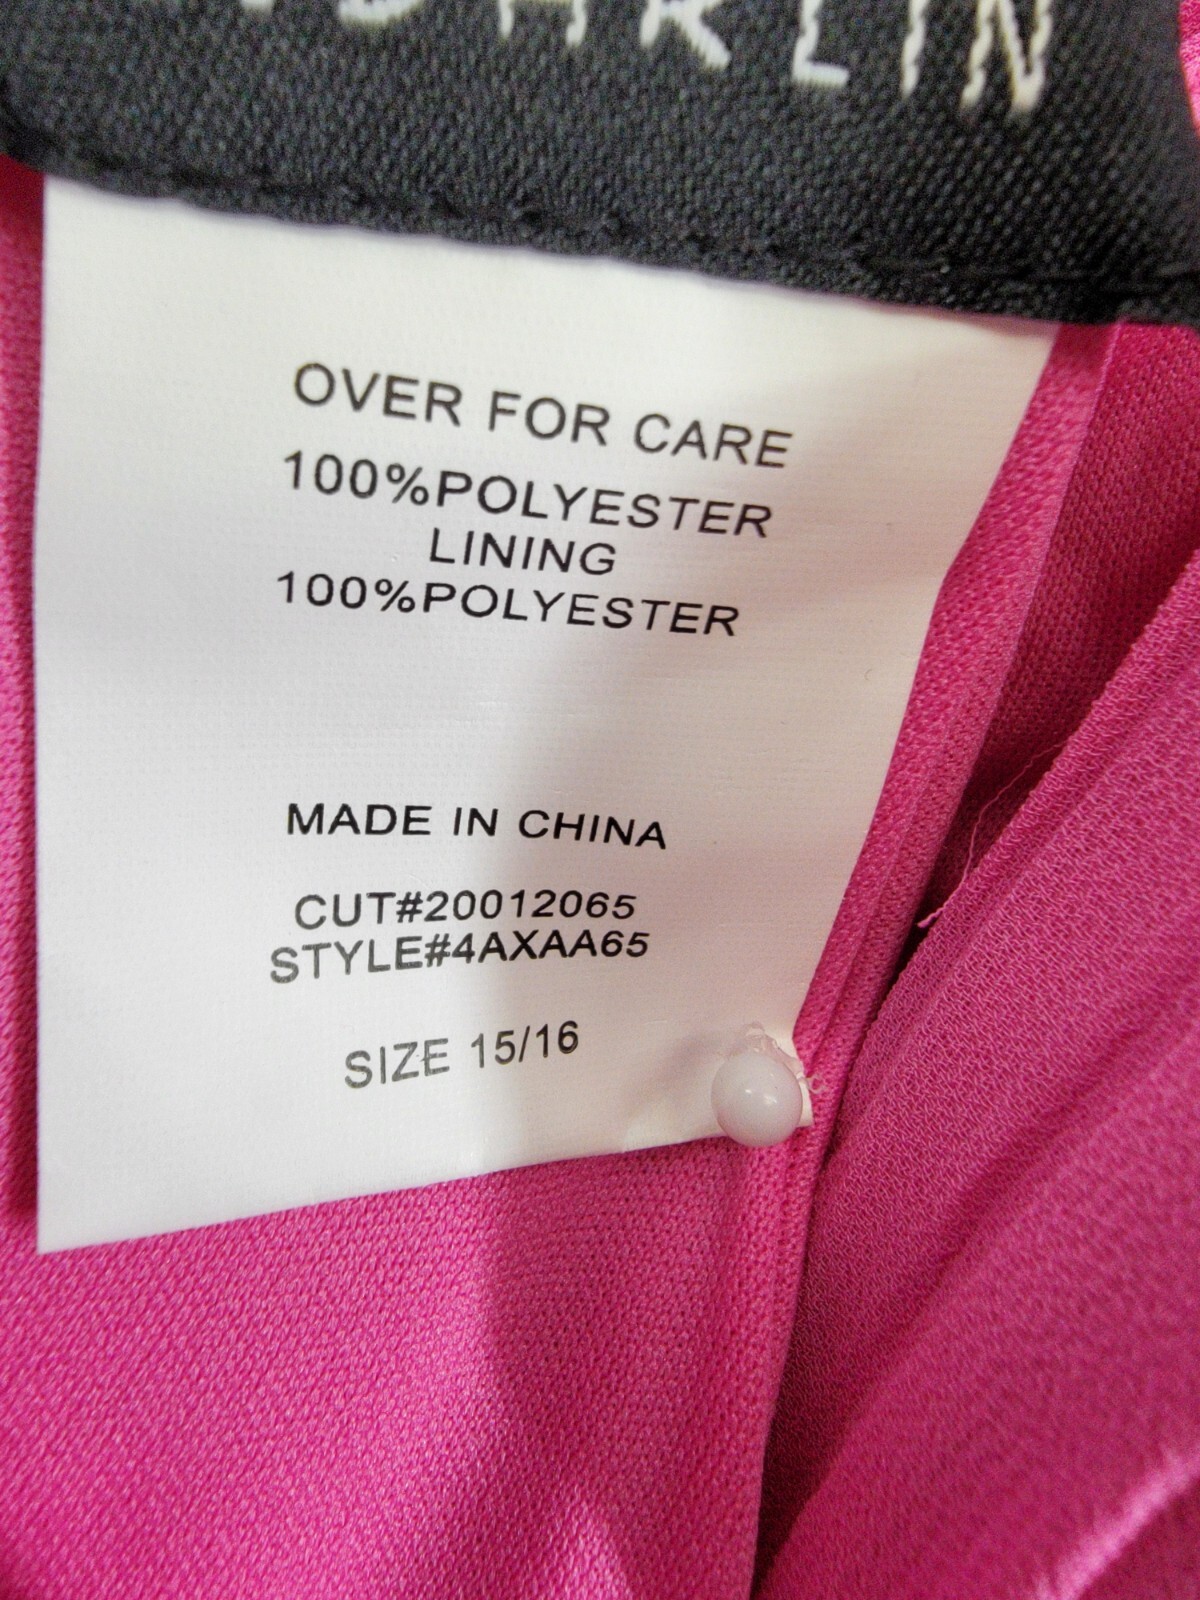 OVER FOR CARE
100%POLYESTER
LINING
100%POLYESTER
MADE IN CHINA
CUT#20012065
STYLE#4AXAA65
SIZE 15/16